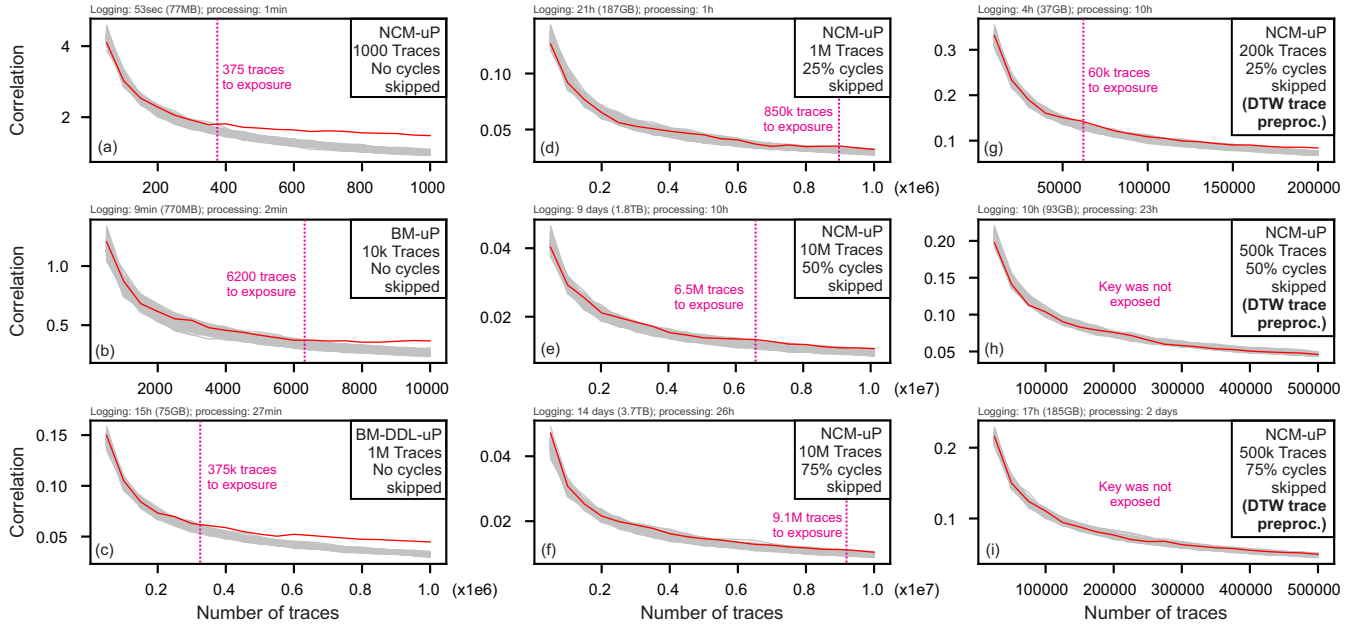 Logging: 53sec (77MB); processing: 1min
Correlation
4
2
375 traces
to exposure
NCM-uP
1000 Traces
No cycles
skipped
(a)
200
400
600
800
1000
Logging: 21h (187GB); processing: 1h
0.10
0.05
850k traces
to exposure
NCM-uP
1M Traces
25% cycles
skipped
(d)
0.2
0.4
0.6
0.8
1.0
(x1e6)
Logging: 4h (37GB); processing: 10h
0.3
0.2
0.1
60k traces
to exposure
NCM-uP
200k Traces
25% cycles
skipped
(DTW trace
preproc.)
(g)
50000
100000
150000
200000
Logging: 9min (770MB); processing: 2min
Correlation
1.0
0.5
6200 traces
to exposure
BM-uP
10k Traces
No cycles
skipped
(b)
2000
4000
6000
8000
10000
Logging: 9 days (1.8TB); processing: 10h
0.04
0.02
6.5M traces
to exposure
NCM-uP
10M Traces
50% cycles
skipped
(e)
0.2
0.4
0.6
0.8
1.0
(x1e7)
Logging: 10h (93GB); processing: 23h
0.20
0.15
0.10
0.05
Key was not
exposed
NCM-uP
500k Traces
50% cycles
skipped
(DTW trace
preproc.)
(h)
100000
200000
300000
400000
500000
Logging: 15h (75GB); processing: 27min
Correlation
0.15
0.10
0.05
375k traces
to exposure
BM-DDL-uP
1M Traces
No cycles
skipped
(c)
0.2
0.4
0.6
0.8
1.0
(x1e6)
Number of traces
Logging: 14 days (3.7TB); processing: 26h
0.04
0.02
9.1M traces
to exposure
NCM-uP
10M Traces
75% cycles
skipped
(f)
0.2
0.4
0.6
0.8
1.0
(x1e7)
Number of traces
Logging: 17h (185GB); processing: 2 days
0.2
0.1
Key was not
exposed
NCM-uP
500k Traces
75% cycles
skipped
(DTW trace
preproc.)
(i)
100000
200000
300000
400000
500000
Number of traces